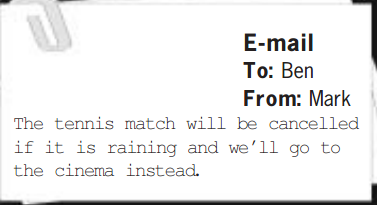 E-mail
To: Ben
From: Mark
The tennis match will be cancelled
if it is raining and we'll go to
the cinema instead.